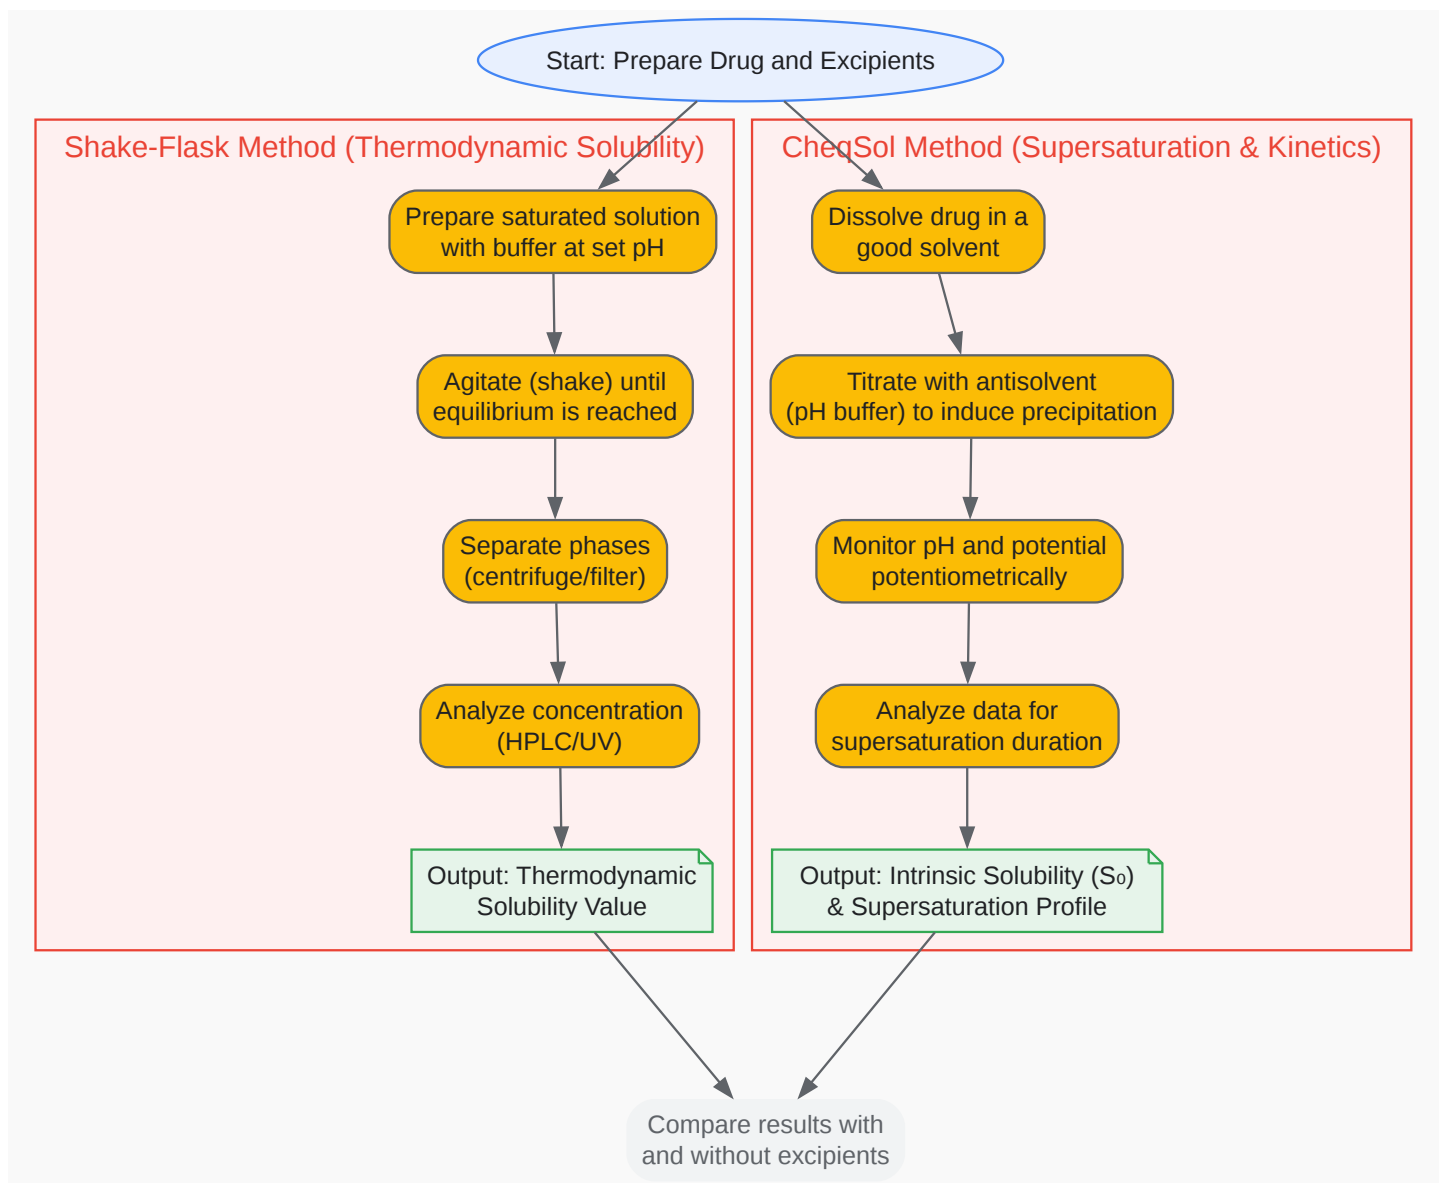 Start: Prepare Drug and Excipients
Shake-Flask Method (Thermodynamic Solubility)
Prepare saturated solution
with buffer at set pH
Agitate (shake) until
equilibrium is reached
Separate phases
(centrifuge/filter)
Analyze concentration
(HPLC/UV)
Output: Thermodynamic
Solubility Value
CheqSol Method (Supersaturation & Kinetics)
Dissolve drug in a
good solvent
Titrate with antisolvent
(pH buffer) to induce precipitation
Monitor pH and potential
potentiometrically
Analyze data for
supersaturation duration
Output: Intrinsic Solubility (S₀)
& Supersaturation Profile
Compare results with
and without excipients